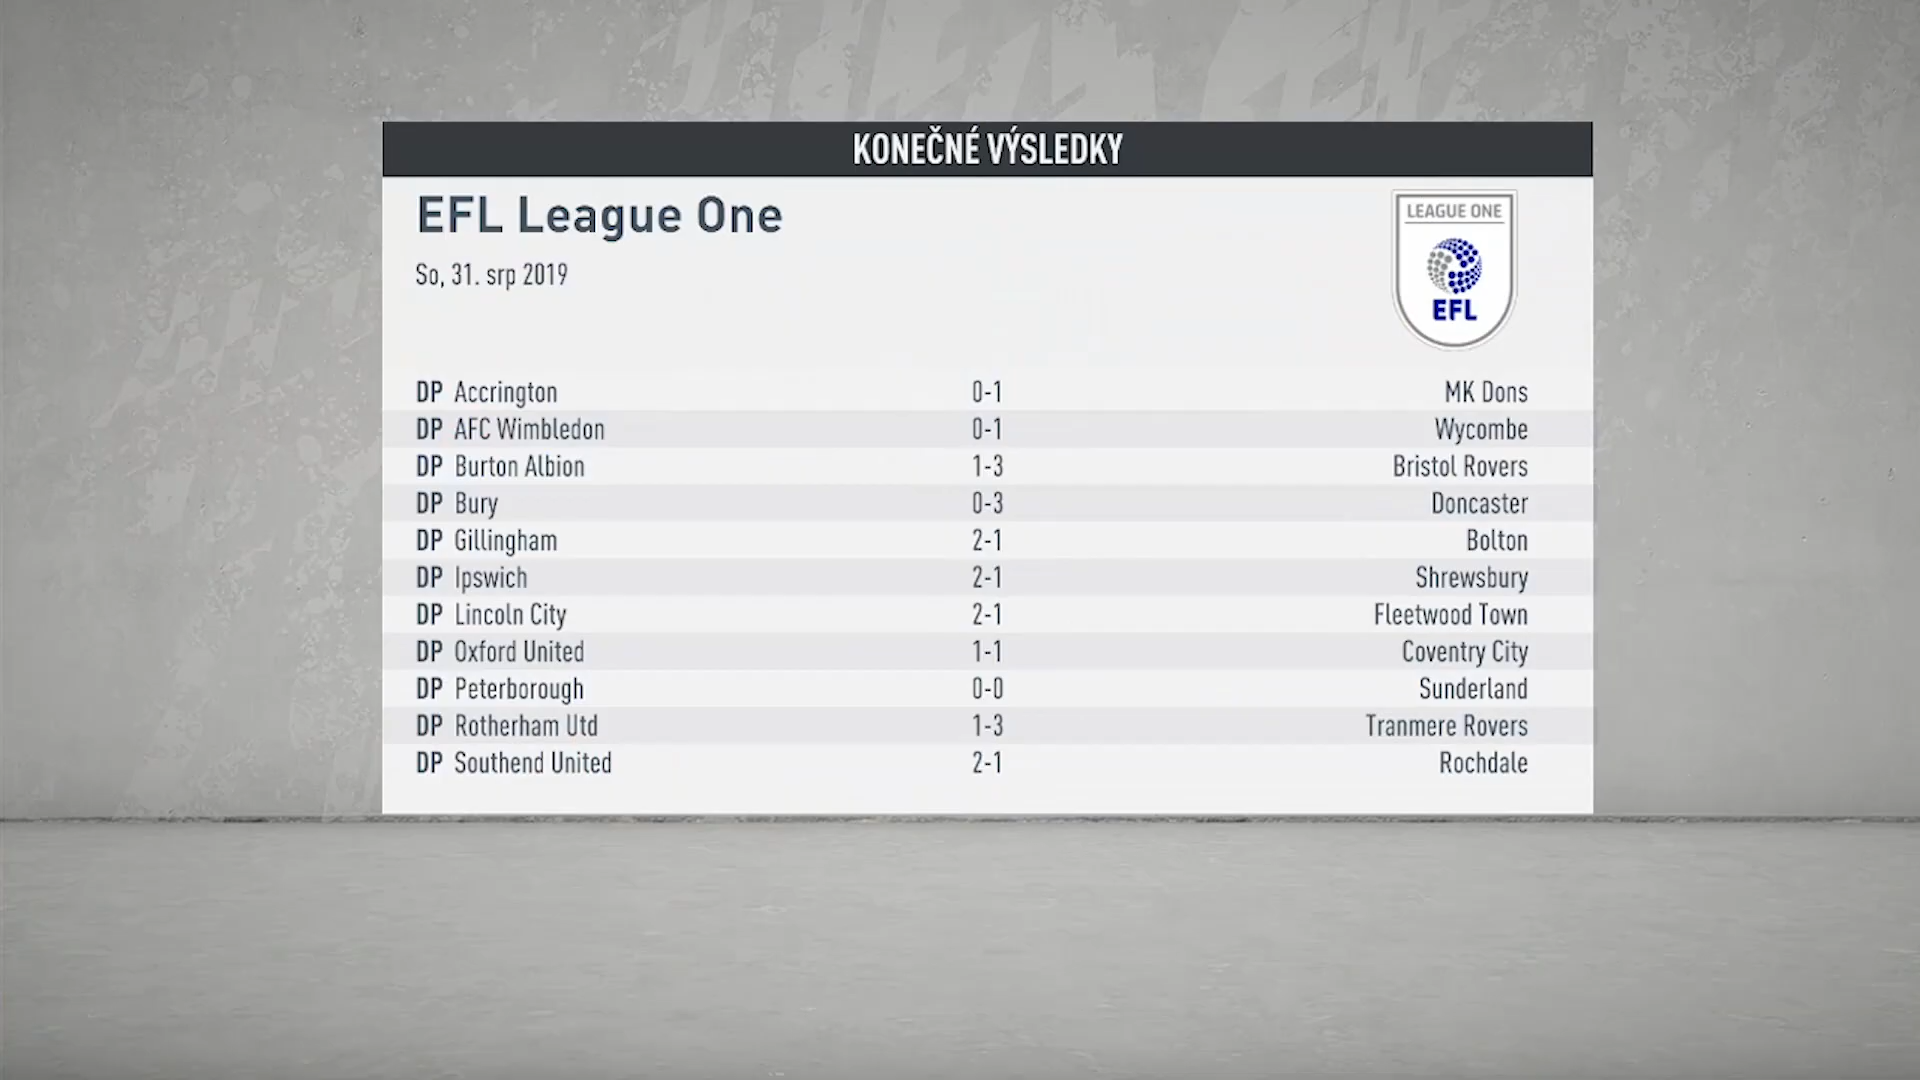 KONEČNÉ VÝSLEDKY
EFL League One
LEAGUE ONE
EFL
So, 31. srp 2019
DP Accrington 0-1 MK Dons
DP AFC Wimbledon 0-1 Wycombe
DP Burton Albion 1-3 Bristol Rovers
DP Bury 0-3 Doncaster
DP Gillingham 2-1 Bolton
DP Ipswich 2-1 Shrewsbury
DP Lincoln City 2-1 Fleetwood Town
DP Oxford United 1-1 Coventry City
DP Peterborough 0-0 Sunderland
DP Rotherham Utd 1-3 Tranmere Rovers
DP Southend United 2-1 Rochdale